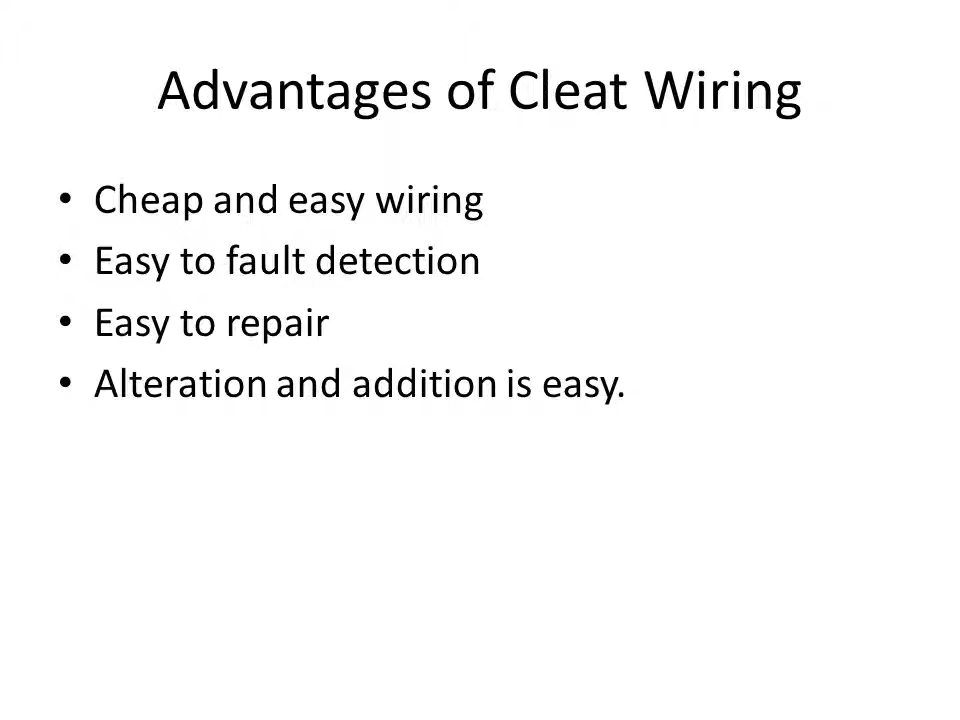 Advantages of Cleat Wiring
• Cheap and easy wiring
• Easy to fault detection
• Easy to repair
• Alteration and addition is easy.